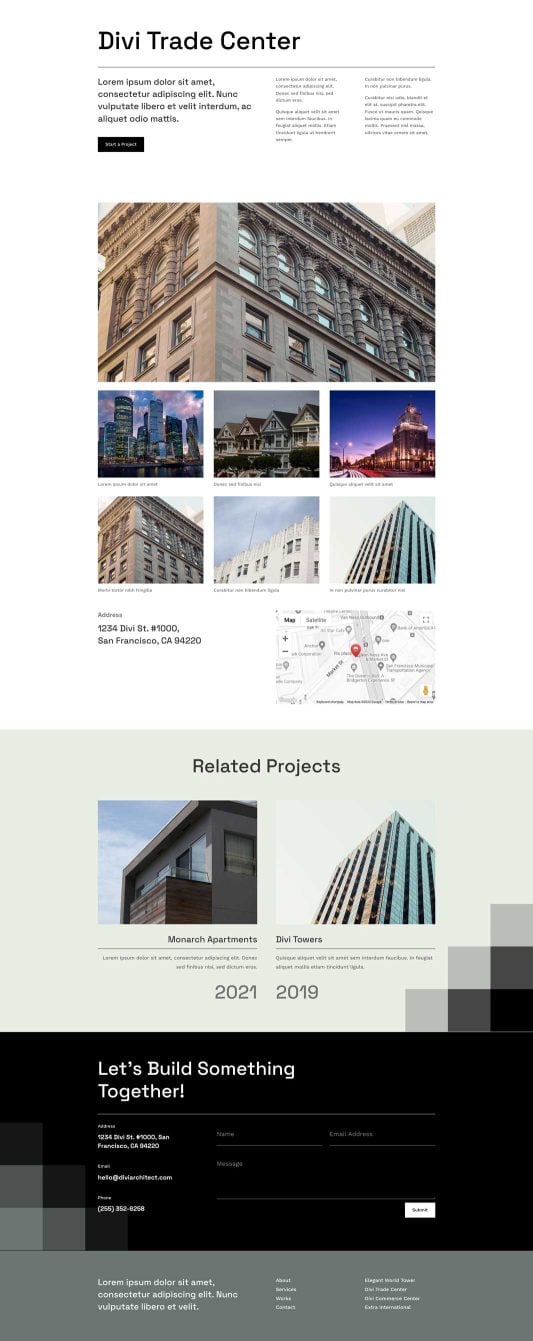 Divi Trade Center
Lorem ipsum dolor sit amet,
consectetur adipiscing elit. Nunc
vulputate libero et velit interdum, ac
aliquet odio mattis.
Start a Project
Lorem ipsum dolor sit amet,
consectetur adipiscing elit.
Donec sed finibus nisi, sed
dictum eros.
Quisque aliquet velit sit amet
sem interdum faucibus. In
feugiat aliquet mollis. Etiam
tincidunt ligula ut hendrerit
semper.
Curabitur non bibendum ligula.
In non pulvinar purus.
Curabitur nisi odio, blandit et
elit at, suscipit pharetra elit.
Fusce ut mauris quam. Quisque
lacinia quam eu commodo
mollis. Praesent nisl massa,
ultrices vitae ornare sit amet.
Lorem ipsum dolor sit amet
Donec sed finibus nisi
Quisque aliquet velit sit amet
Morbi tortor nibh fringilla
Curabitur non bibendum ligula
In non pulvinar purus curabitur nisl
Address
1234 Divi St. #1000,
San Francisco, CA 94220
Map
Satellite
Market St
San Francisco Municipal
Transportation Agency
Related Projects
Monarch Apartments
Lorem ipsum dolor sit amet, consectetur adipiscing elit. Donec
sed finibus nisi, sed dictum eros.
2021
Divi Towers
Quisque aliquet velit sit amet sem interdum faucibus. In feugiat
aliquet mollis etiam tincidunt ligula.
2019
Let's Build Something
Together!
Address
1234 Divi St. #1000, San
Francisco, CA 94220
Email
hello@diviarchitect.com
Phone
(255) 352-6258
Name
Email Address
Message
Submit
Lorem ipsum dolor sit amet,
consectetur adipiscing elit. Nunc
vulputate libero et velit.
About
Services
Works
Contact
Elegant World Tower
Divi Trade Center
Divi Commerce Center
Extra International